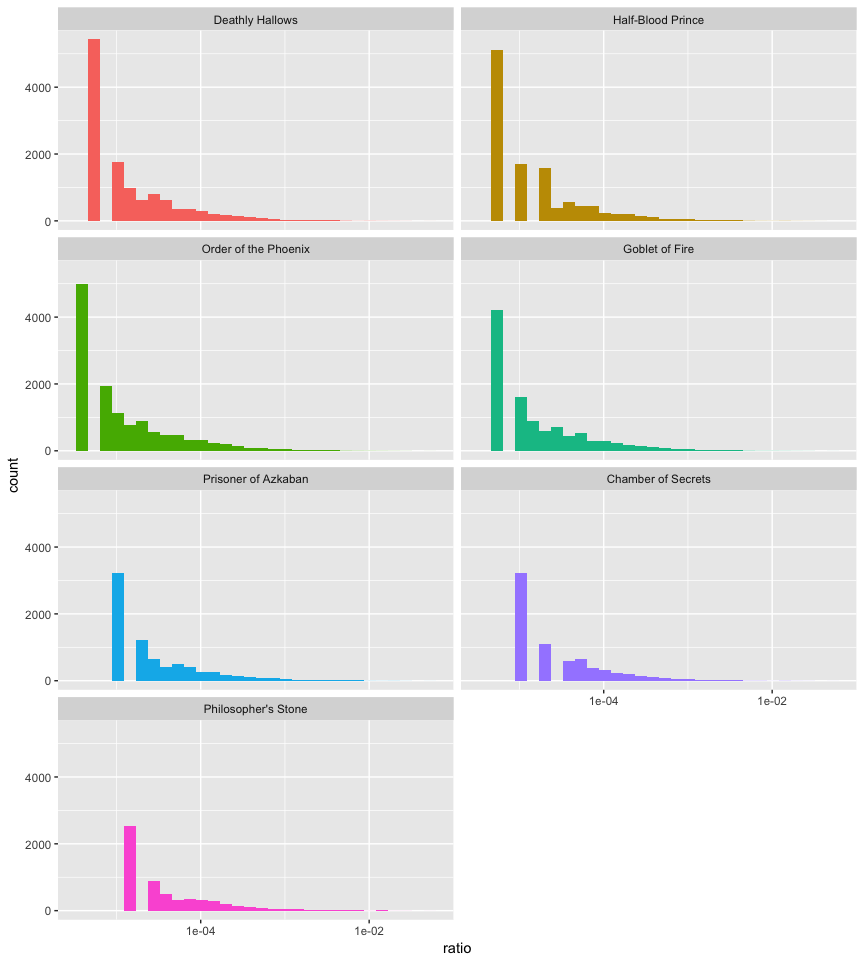 Deathly Hallows
Half-Blood Prince
4000
2000
0
Order of the Phoenix
Goblet of Fire
4000
2000
0
count
Prisoner of Azkaban
Chamber of Secrets
4000
2000
0
1e-04
1e-02
Philosopher's Stone
4000
2000
0
1e-04
1e-02
ratio